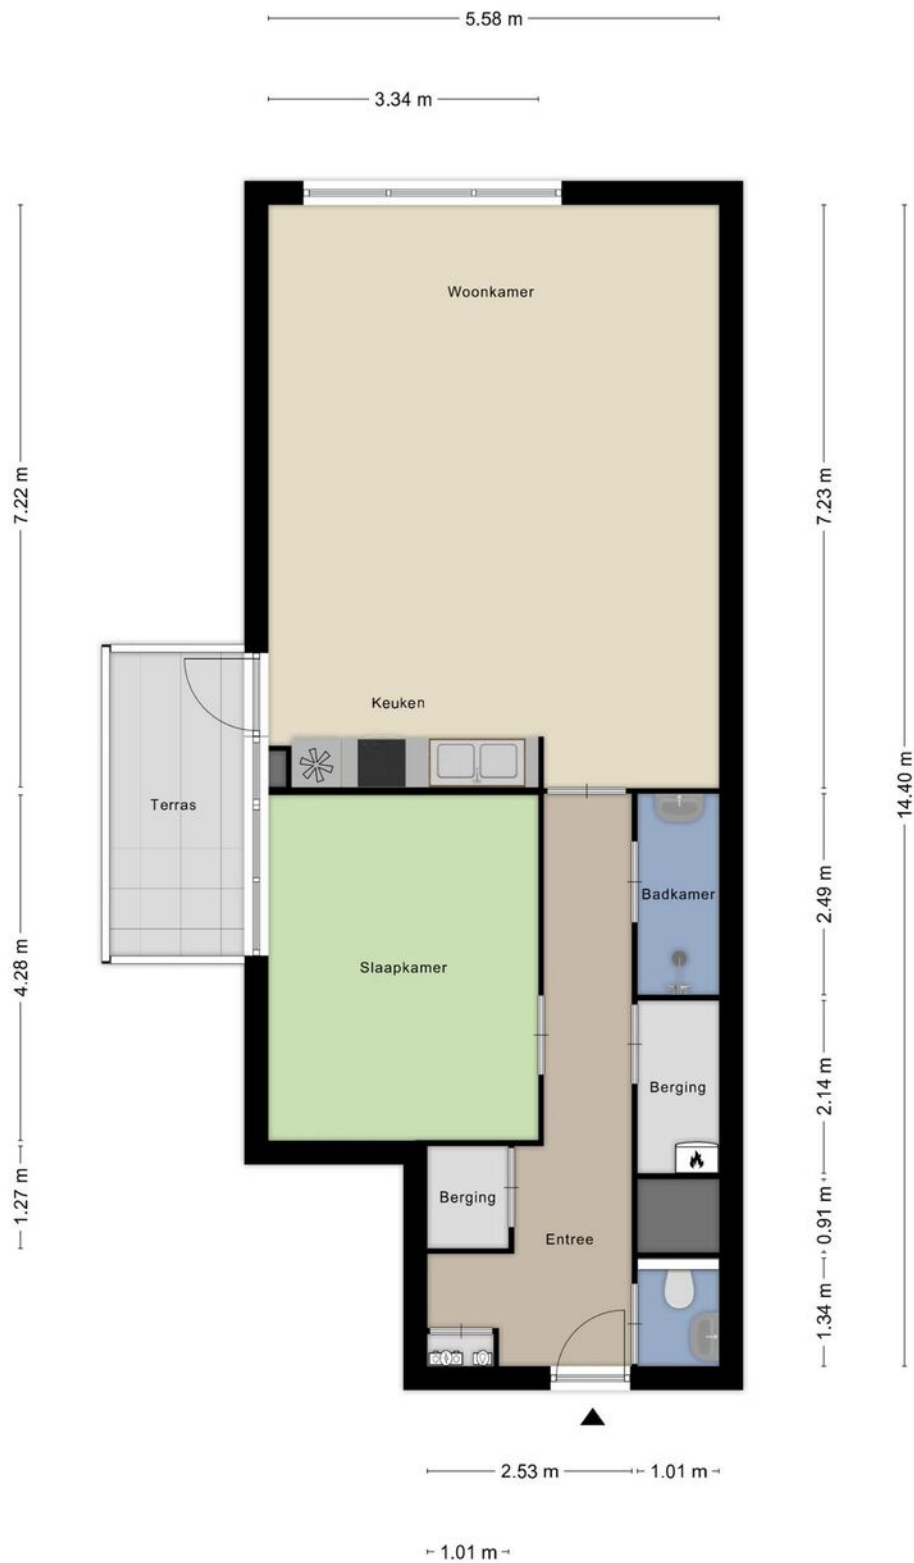 5.58 m
3.34 m
Woonkamer
7.22 m
7.23 m
Keuken
14.40 m
Terras
Badkamer
2.49 m
4.28 m
Slaapkamer
Berging
2.14 m
Berging
1.27 m
0.91 m
Entree
1.34 m
2.53 m
1.01 m
1.01 m